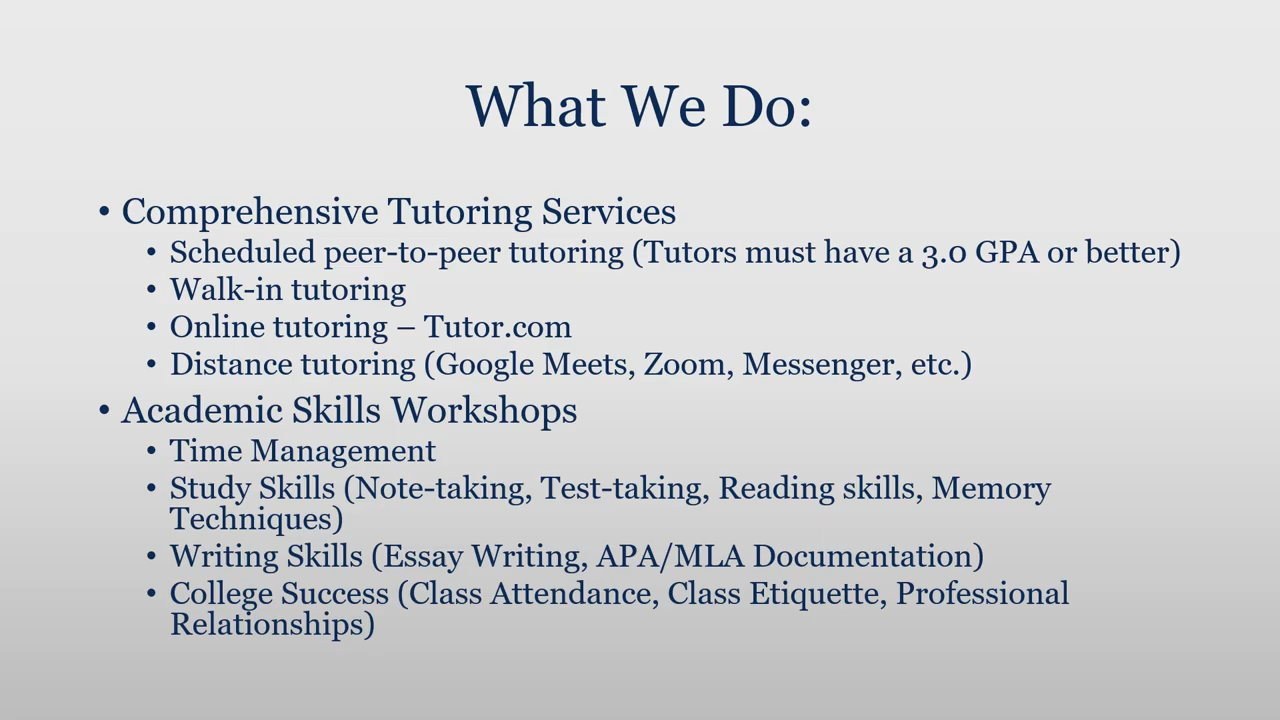 What We Do:
• Comprehensive Tutoring Services
• Scheduled peer-to-peer tutoring (Tutors must have a 3.0 GPA or better)
• Walk-in tutoring
• Online tutoring – Tutor.com
• Distance tutoring (Google Meets, Zoom, Messenger, etc.)
• Academic Skills Workshops
• Time Management
• Study Skills (Note-taking, Test-taking, Reading skills, Memory
Techniques)
• Writing Skills (Essay Writing, APA/MLA Documentation)
• College Success (Class Attendance, Class Etiquette, Professional
Relationships)